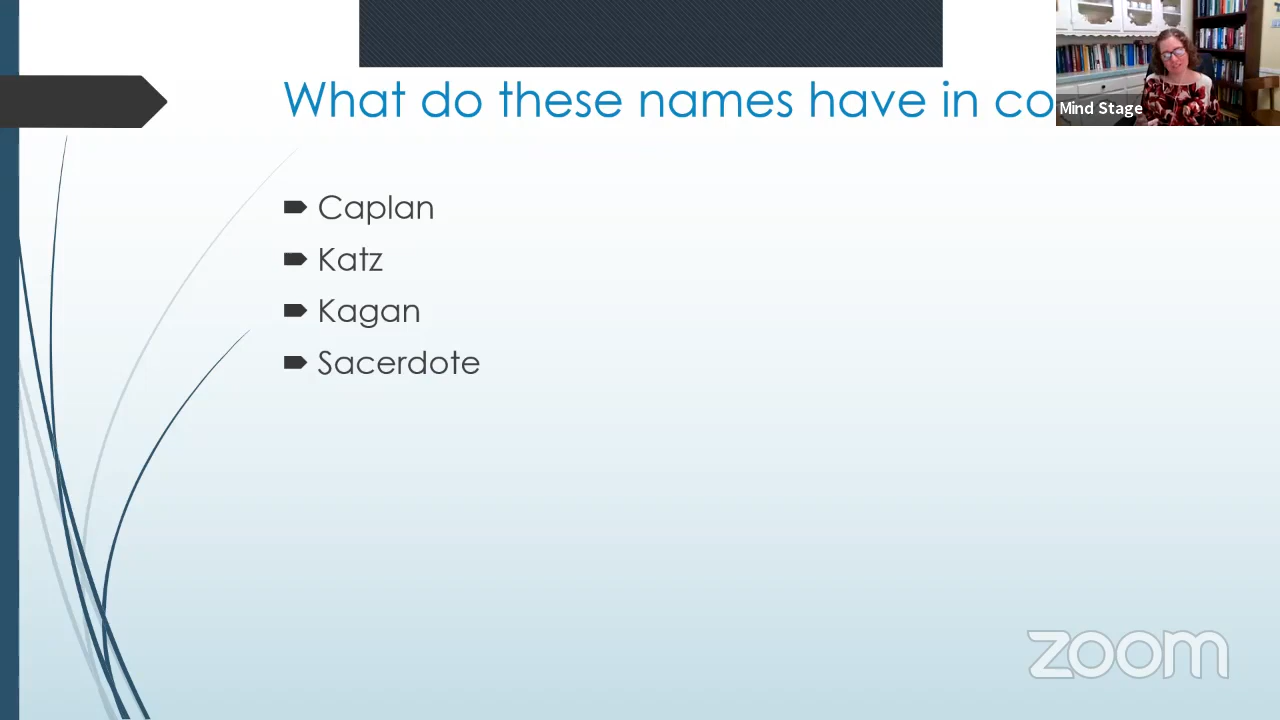 What do these names have in co
Mind Stage
Caplan
Katz
Kagan
Sacerdote
zoom